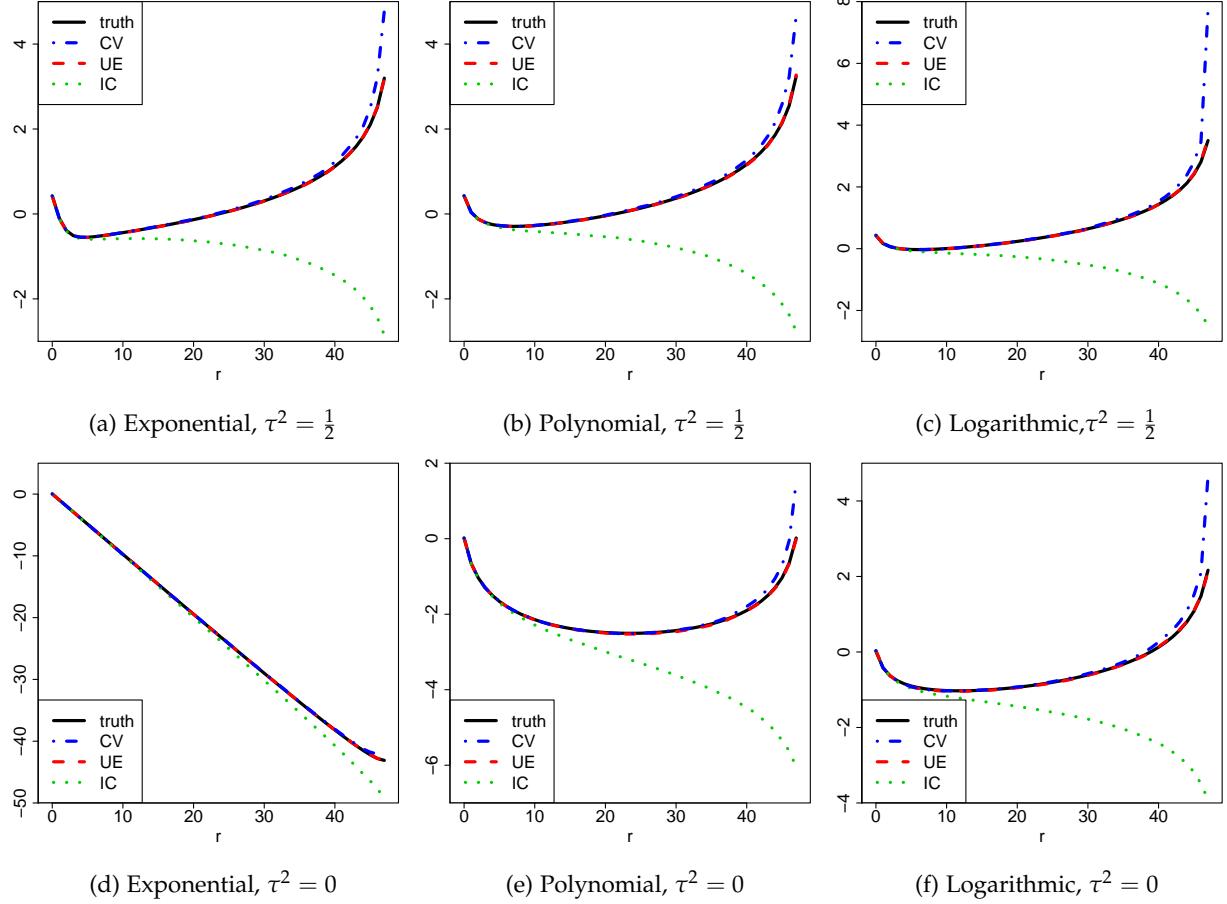 truth
CV
UE
IC
4
2
0
−2
0 10 20 30 40
r
(a) Exponential, τ² = 1/2
truth
CV
UE
IC
4
2
0
−2
0 10 20 30 40
r
(b) Polynomial, τ² = 1/2
truth
CV
UE
IC
8
6
4
2
0
−2
0 10 20 30 40
r
(c) Logarithmic,τ² = 1/2
0
−10
−20
−30
−40
−50
truth
CV
UE
IC
0 10 20 30 40
r
(d) Exponential, τ² = 0
2
0
−2
−4
−6
truth
CV
UE
IC
0 10 20 30 40
r
(e) Polynomial, τ² = 0
4
2
0
−2
−4
truth
CV
UE
IC
0 10 20 30 40
r
(f) Logarithmic, τ² = 0